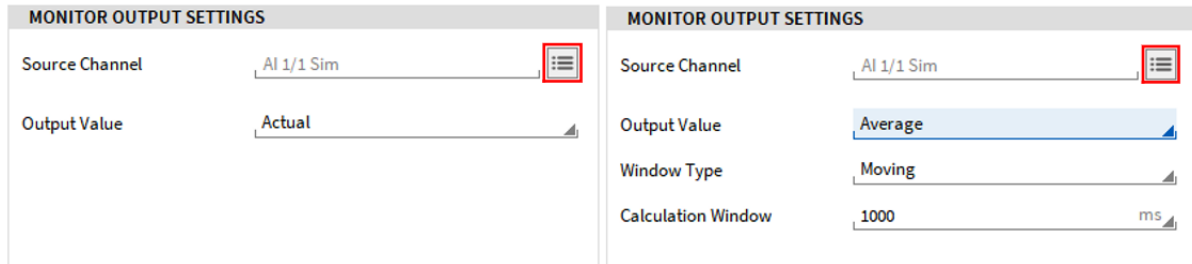 MONITOR OUTPUT SETTINGS
Source Channel AI 1/1 Sim
Output Value Actual
MONITOR OUTPUT SETTINGS
Source Channel AI 1/1 Sim
Output Value Average
Window Type Moving
Calculation Window 1000 ms